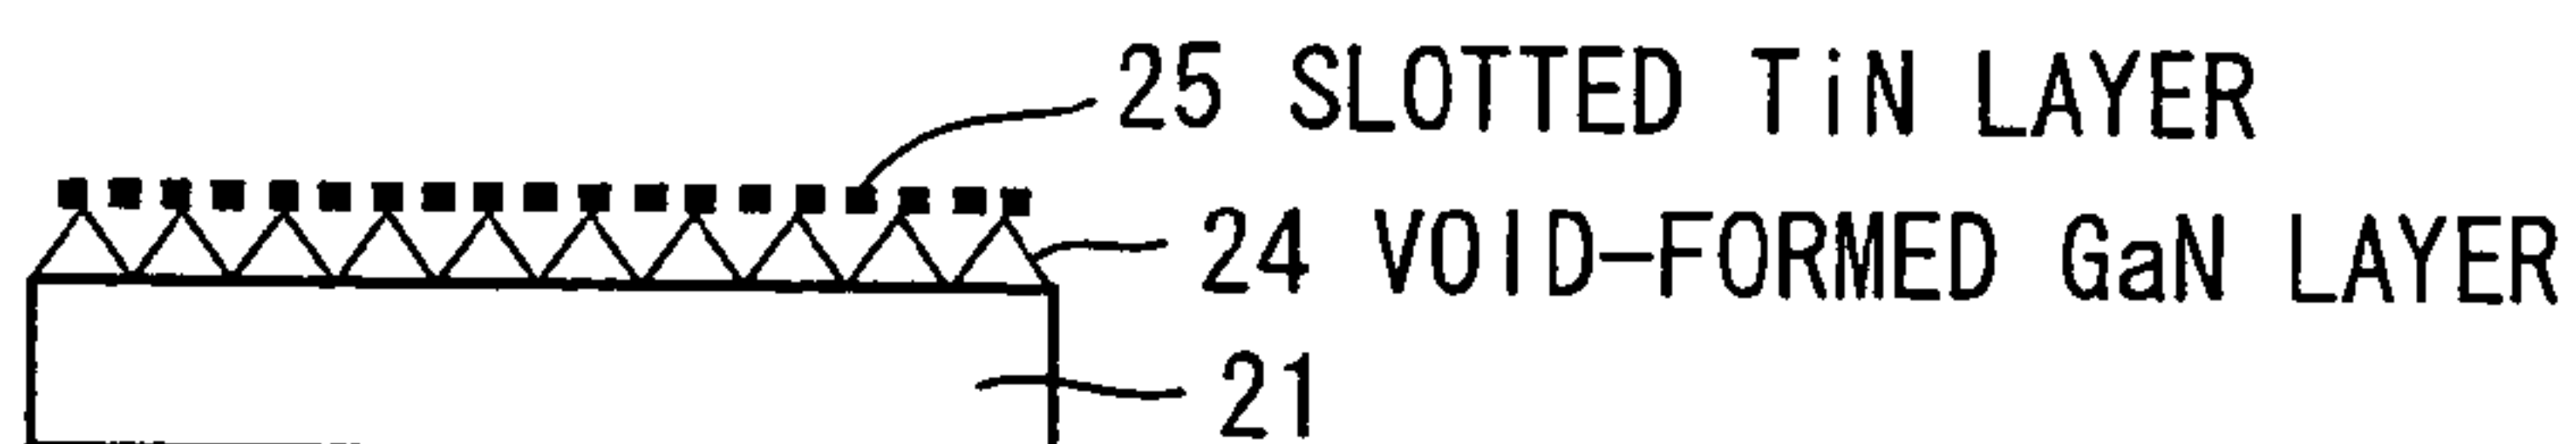 25 SLOTTED TiN LAYER
24 VOID-FORMED GaN LAYER
21